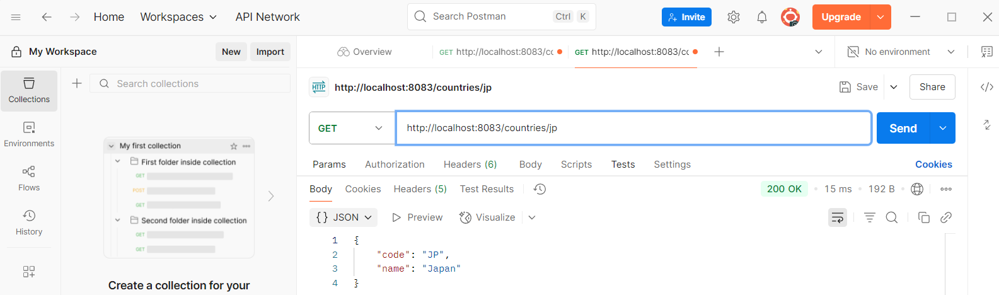 Home Workspaces API Network Search Postman Ctrl K Invite Upgrade
My Workspace New Import
Overview GET http://localhost:8083/cc GET http://localhost:8083/cc No environment
Collections
Environments
Flows
History
Search collections
My first collection
First folder inside collection
GET
POST
GET
Second folder inside collection
GET
GET
Create a collection for your
HTTP http://localhost:8083/countries/jp Save Share
GET http://localhost:8083/countries/jp Send
Params Authorization Headers (6) Body Scripts Tests Settings Cookies
Body Cookies Headers (5) Test Results 200 OK 15 ms 192 B
{} JSON Preview Visualize
1 {
2 "code": "JP",
3 "name": "Japan"
4 }